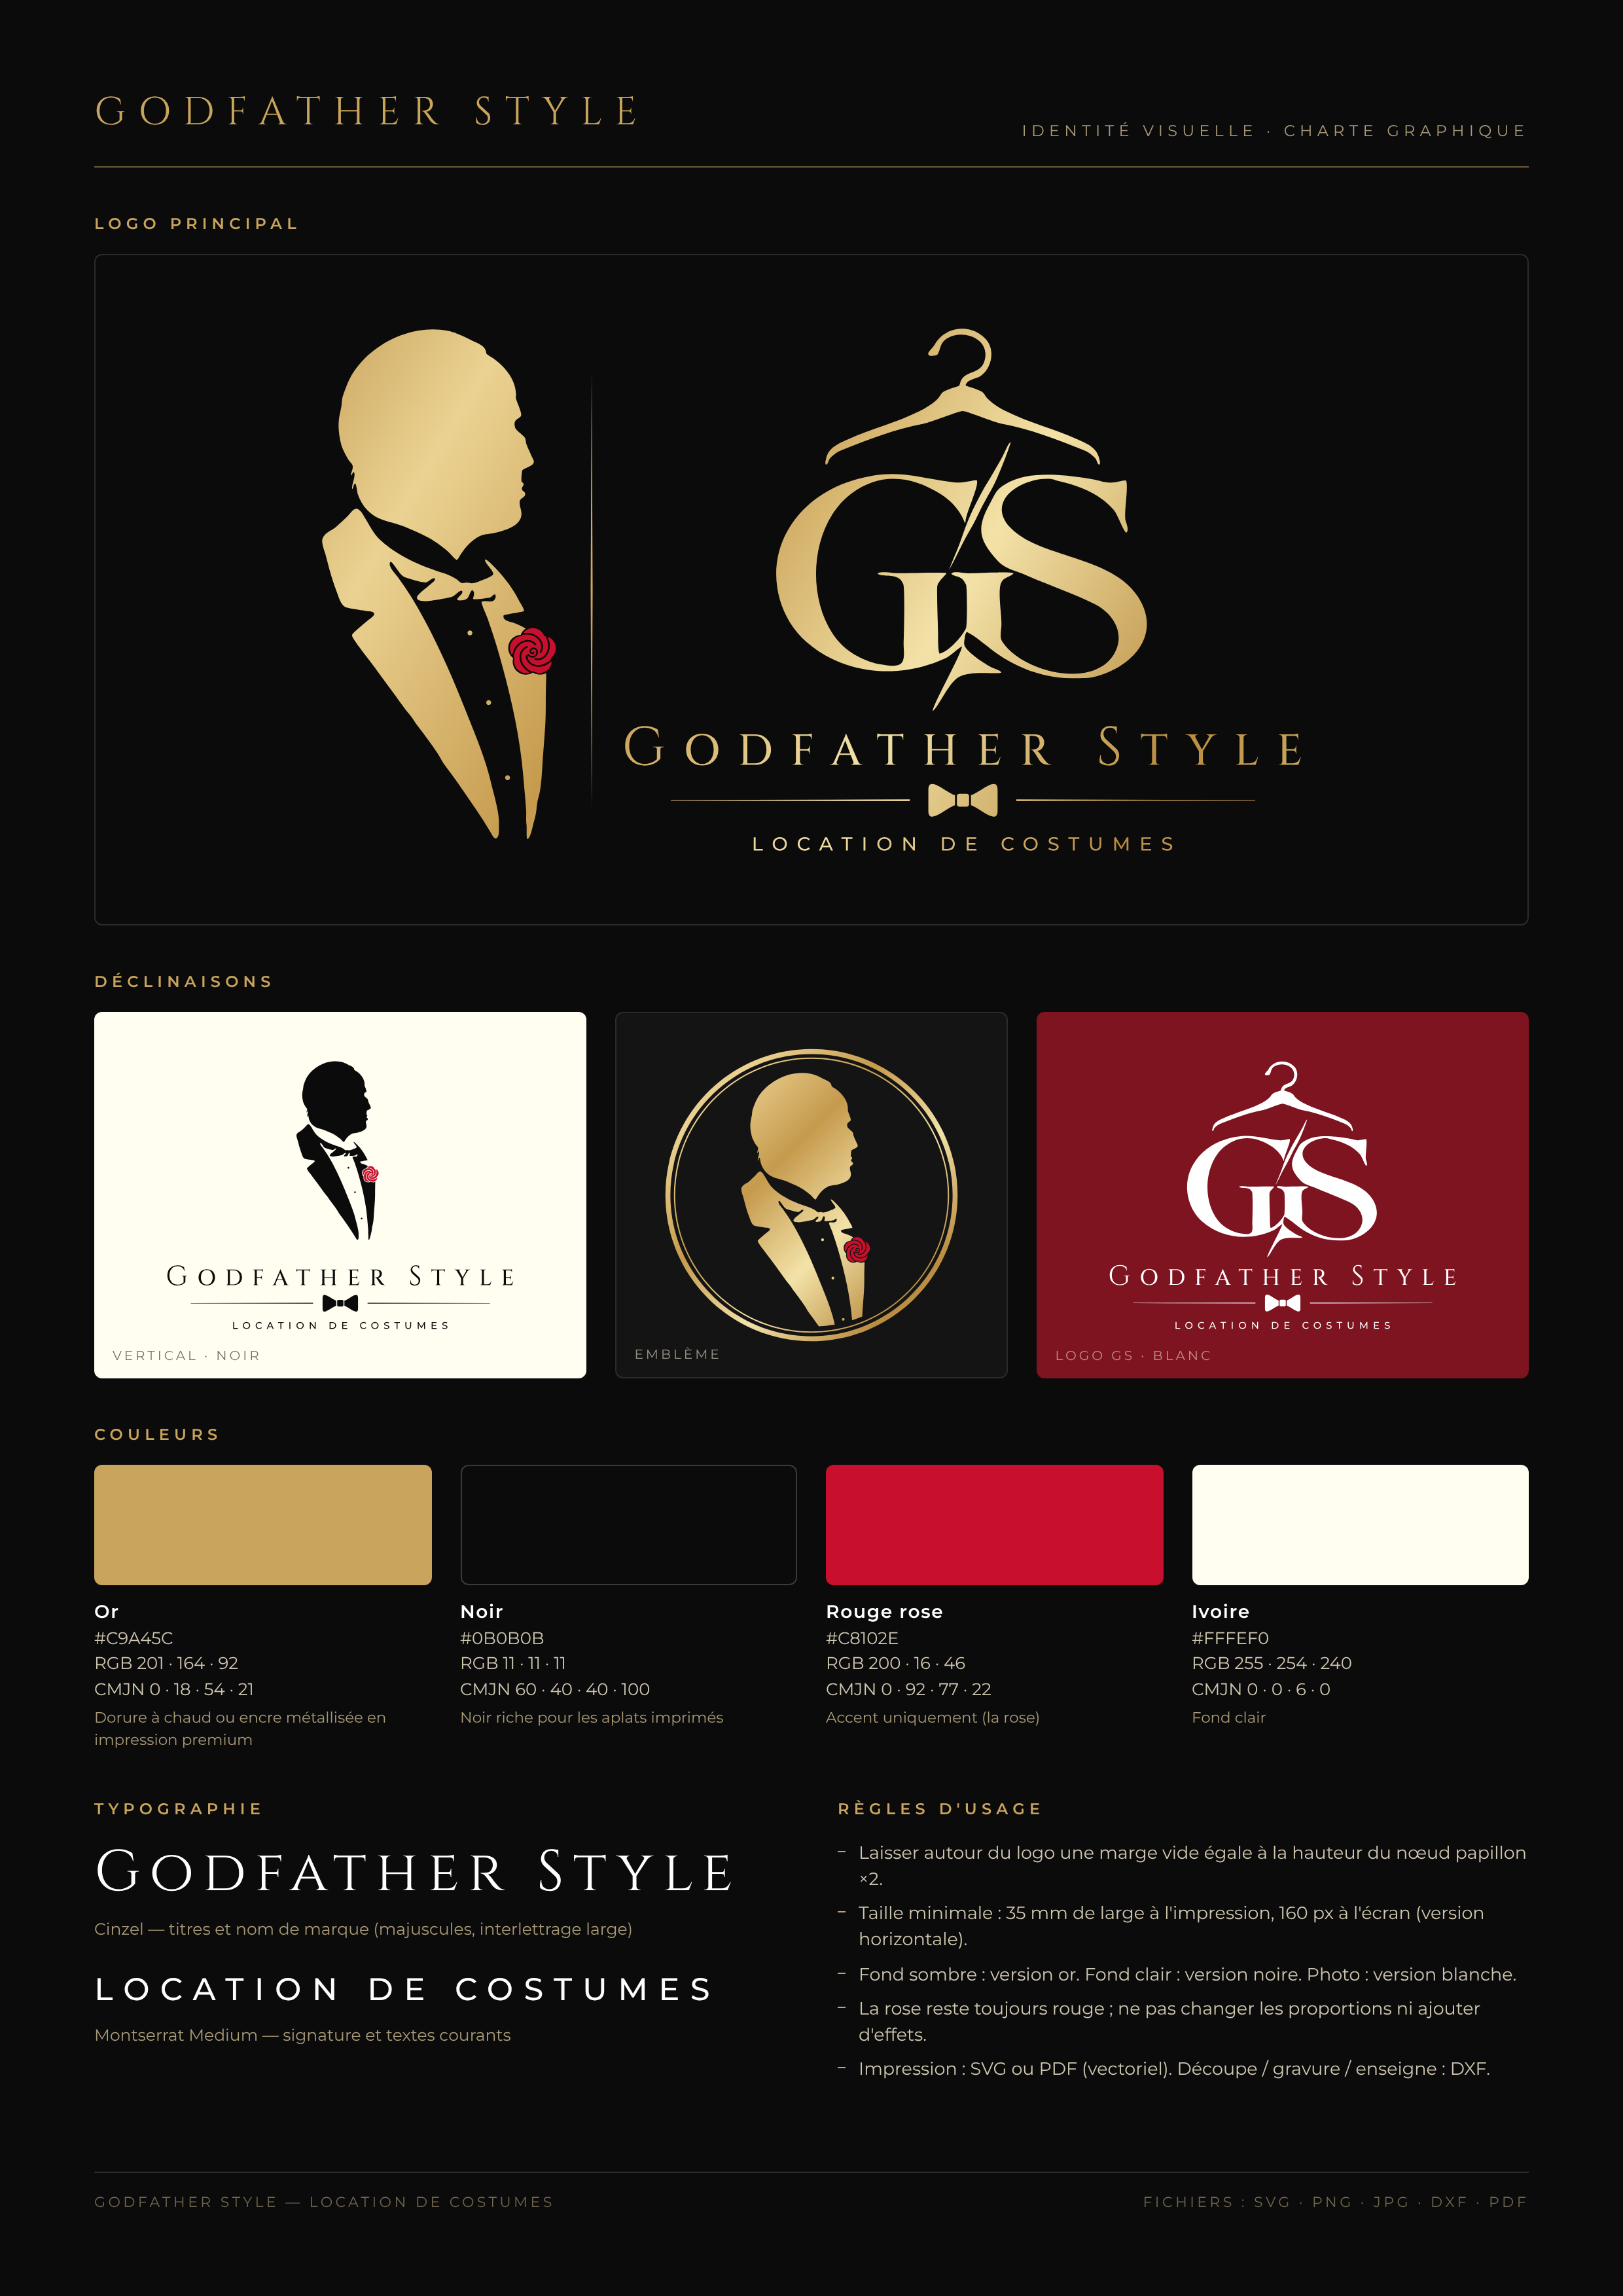 GODFATHER STYLE
IDENTITÉ VISUELLE · CHARTE GRAPHIQUE
LOGO PRINCIPAL
GS
GODFATHER STYLE
LOCATION DE COSTUMES
DÉCLINAISONS
GODFATHER STYLE
LOCATION DE COSTUMES
VERTICAL · NOIR
EMBLÈME
GS
GODFATHER STYLE
LOCATION DE COSTUMES
LOGO GS · BLANC
COULEURS
Or
#C9A45C
RGB 201 · 164 · 92
CMJN 0 · 18 · 54 · 21
Dorure à chaud ou encre métallisée en
impression premium
Noir
#0B0B0B
RGB 11 · 11 · 11
CMJN 60 · 40 · 40 · 100
Noir riche pour les aplats imprimés
Rouge rose
#C8102E
RGB 200 · 16 · 46
CMJN 0 · 92 · 77 · 22
Accent uniquement (la rose)
Ivoire
#FFFEF0
RGB 255 · 254 · 240
CMJN 0 · 0 · 6 · 0
Fond clair
TYPOGRAPHIE
GODFATHER STYLE
Cinzel — titres et nom de marque (majuscules, interlettrage large)
LOCATION DE COSTUMES
Montserrat Medium — signature et textes courants
RÈGLES D'USAGE
– Laisser autour du logo une marge vide égale à la hauteur du nœud papillon
×2.
– Taille minimale : 35 mm de large à l'impression, 160 px à l'écran (version
horizontale).
– Fond sombre : version or. Fond clair : version noire. Photo : version blanche.
– La rose reste toujours rouge ; ne pas changer les proportions ni ajouter
d'effets.
– Impression : SVG ou PDF (vectoriel). Découpe / gravure / enseigne : DXF.
GODFATHER STYLE — LOCATION DE COSTUMES
FICHIERS : SVG · PNG · JPG · DXF · PDF